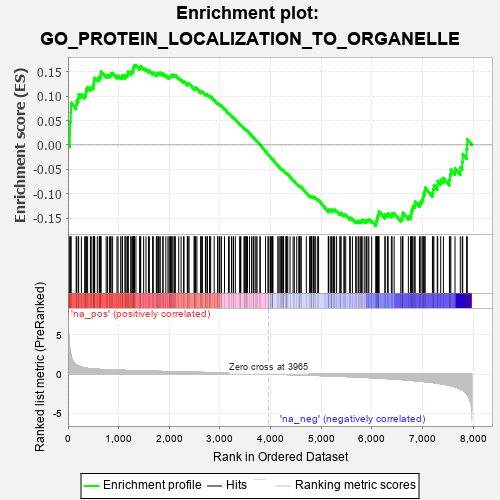 Enrichment plot:
GO_PROTEIN_LOCALIZATION_TO_ORGANELLE
Enrichment score (ES)
0.15
0.10
0.05
0.00
-0.05
-0.10
-0.15
'na_pos' (positively correlated)
Ranked list metric (PreRanked)
5
0
-5
Zero cross at 3965
'na_neg' (negatively correlated)
0
1,000
2,000
3,000
4,000
5,000
6,000
7,000
8,000
Rank in Ordered Dataset
Enrichment profile
Hits
Ranking metric scores